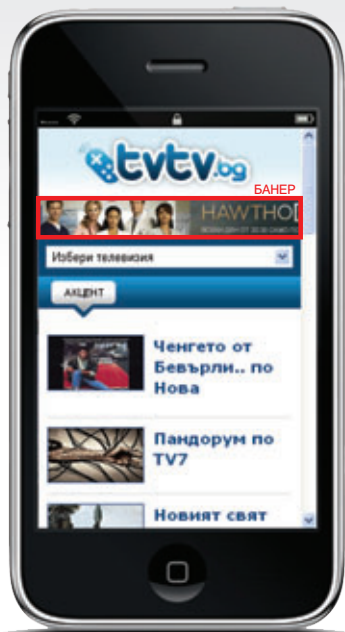 tvtv.bg
БАНЕР
HAWTHO
Избери телевизия
АКЦЕНТ
Ченгето от
Бевърли.. по
Нова
Пандорум по
TV7
Новият свят